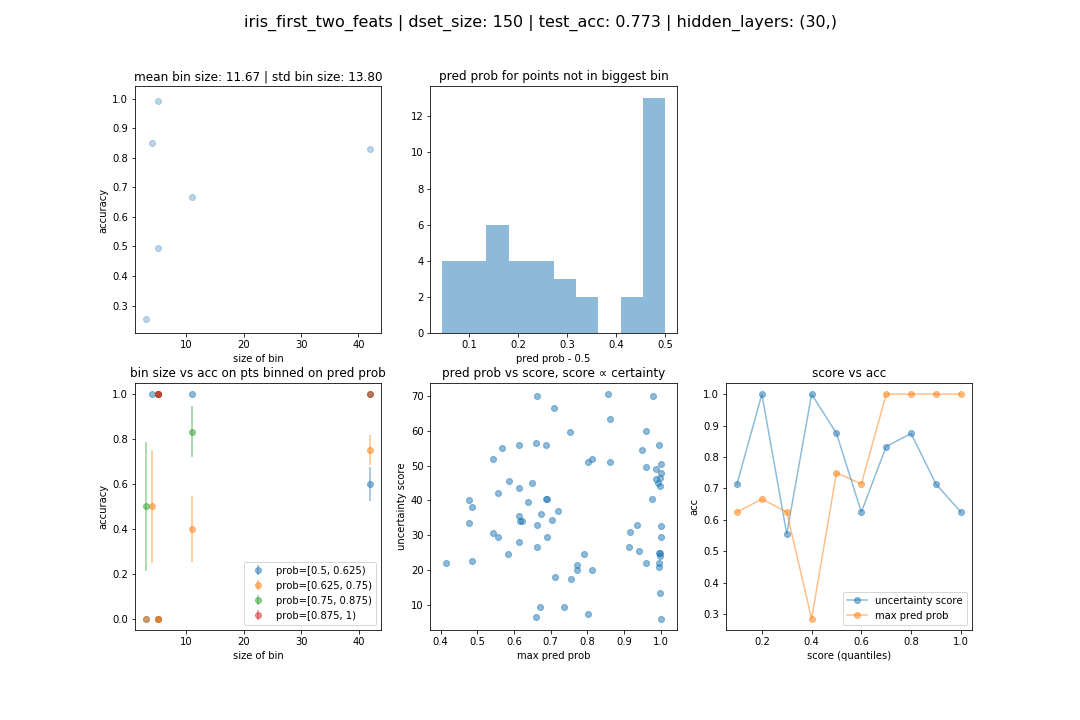 iris_first_two_feats | dset_size: 150 | test_acc: 0.773 | hidden_layers: (30,)
mean bin size: 11.67 | std bin size: 13.80
1.0
0.9
0.8
0.7
0.6
0.5
0.4
0.3
accuracy
10
20
30
40
size of bin
pred prob for points not in biggest bin
12
10
8
6
4
2
0
0.1
0.2
0.3
0.4
0.5
pred prob - 0.5
bin size vs acc on pts binned on pred prob
1.0
0.8
0.6
0.4
0.2
0.0
accuracy
prob=[0.5, 0.625)
prob=[0.625, 0.75)
prob=[0.75, 0.875)
prob=[0.875, 1)
10
20
30
40
size of bin
pred prob vs score, score ∝ certainty
70
60
50
40
30
20
10
uncertainty score
0.4
0.5
0.6
0.7
0.8
0.9
1.0
max pred prob
score vs acc
1.0
0.9
0.8
0.7
0.6
0.5
0.4
0.3
acc
uncertainty score
max pred prob
0.2
0.4
0.6
0.8
1.0
score (quantiles)